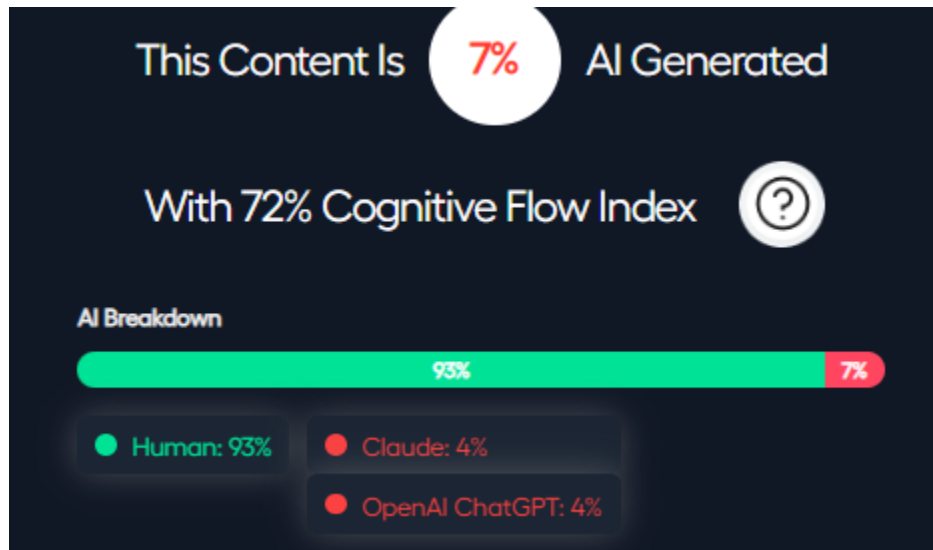 This Content Is 7% AI Generated
With 72% Cognitive Flow Index ?
AI Breakdown
93% 7%
Human: 93% Claude: 4%
OpenAI ChatGPT: 4%